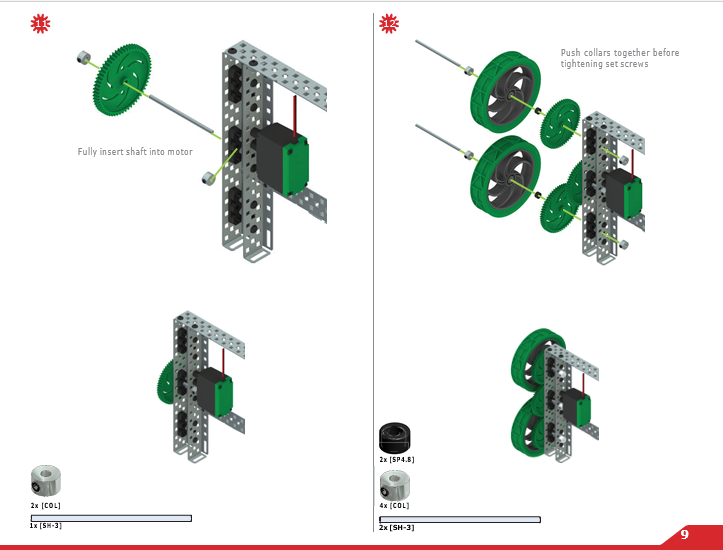 11
Fully insert shaft into motor
2x [COL]
1x [SH-3]
12
Push collars together before
tightening set screws
2x [SP4.8]
4x [COL]
2x [SH-3]
9